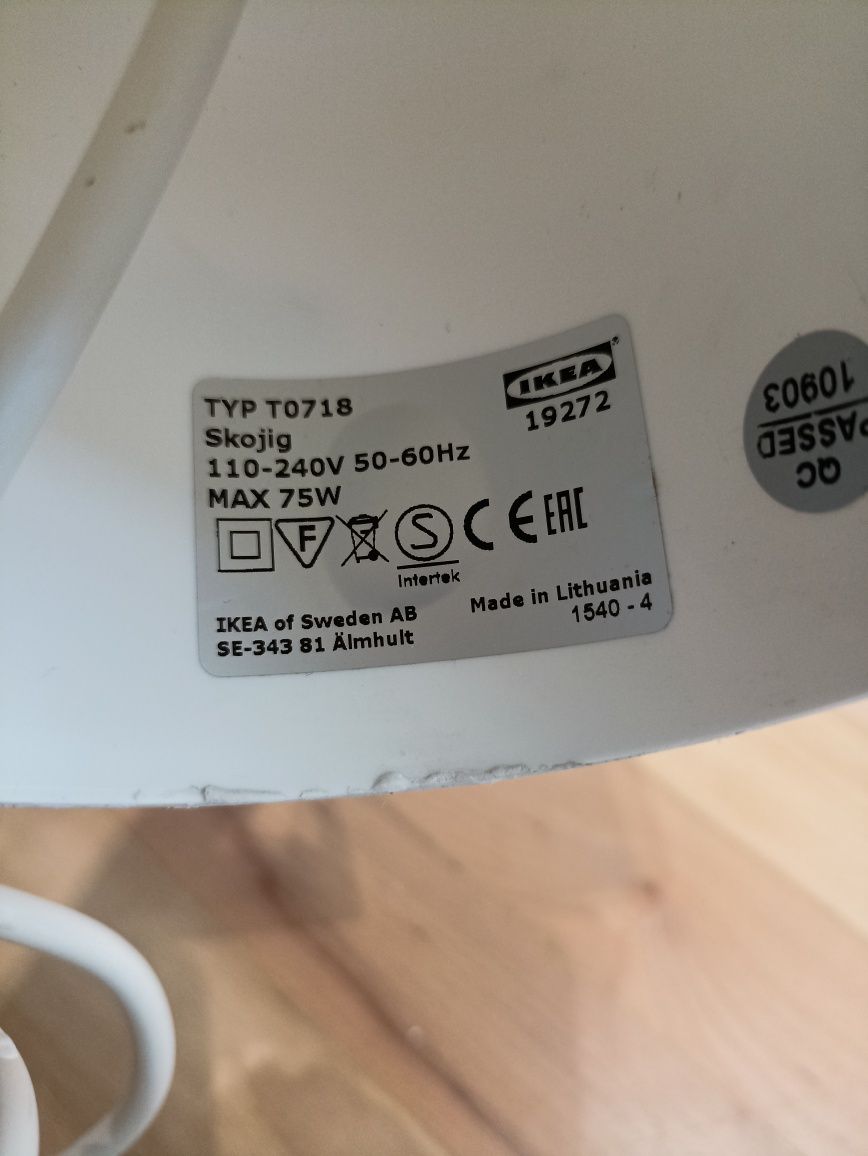 TYP T0718
Skojig
110-240V 50-60Hz
MAX 75W
IKEA
19272
F
S
Intertek
CE EAC
IKEA of Sweden AB
SE-343 81 Älmhult
Made in Lithuania
1540 - 4
QC
PASSED
10903